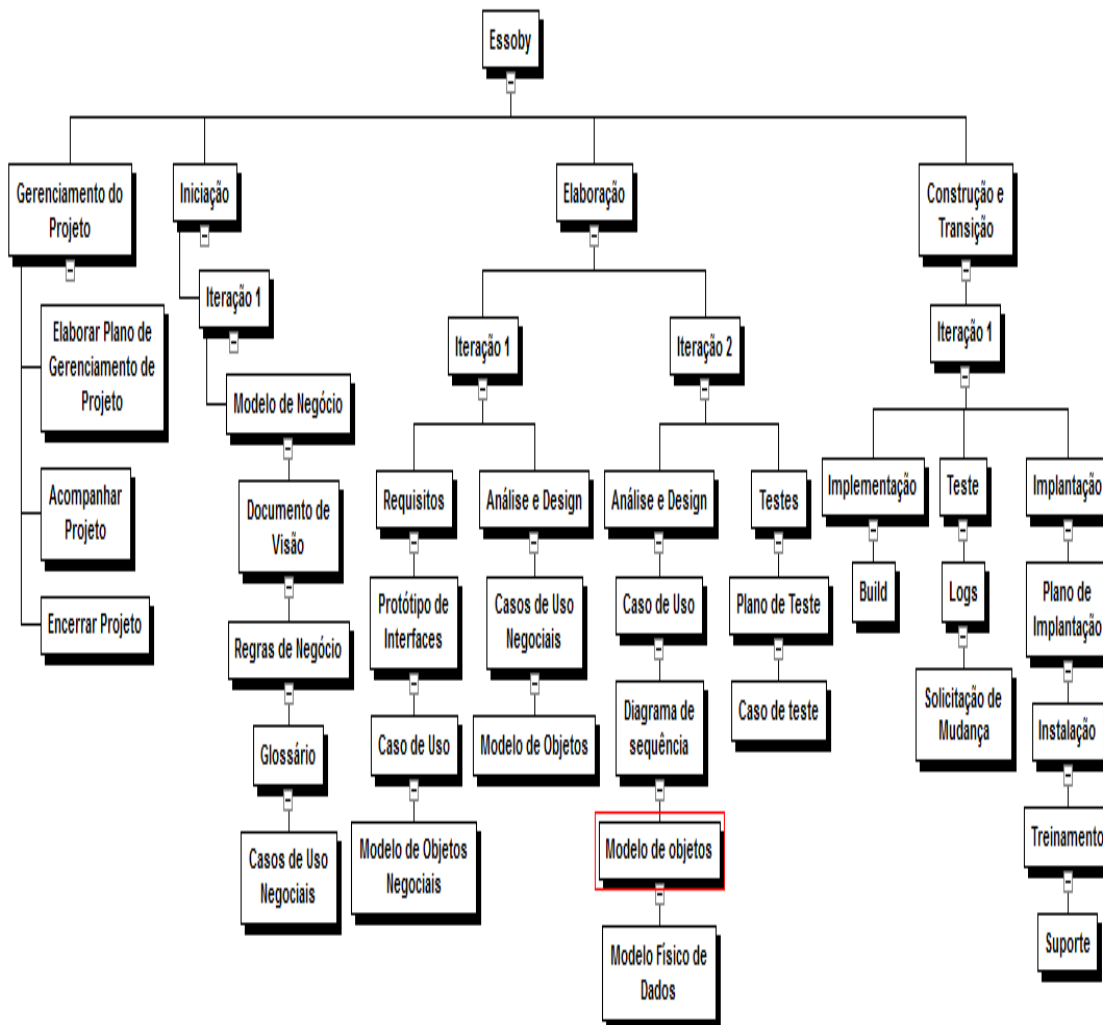 Essoby
Gerenciamento do
Projeto
Elaborar Plano de
Gerenciamento de
Projeto
Acompanhar
Projeto
Encerrar Projeto
Iniciação
Iteração 1
Modelo de Negócio
Documento de
Visão
Regras de Negócio
Glossário
Casos de Uso
Negociais
Elaboração
Iteração 1
Requisitos
Protótipo de
Interfaces
Caso de Uso
Modelo de Objetos
Negociais
Análise e Design
Casos de Uso
Negociais
Modelo de Objetos
Iteração 2
Análise e Design
Caso de Uso
Diagrama de
sequência
Modelo de objetos
Modelo Físico de
Dados
Testes
Plano de Teste
Caso de teste
Construção e
Transição
Iteração 1
Implementação
Build
Teste
Logs
Solicitação de
Mudança
Implantação
Plano de
Implantação
Instalação
Treinamento
Suporte